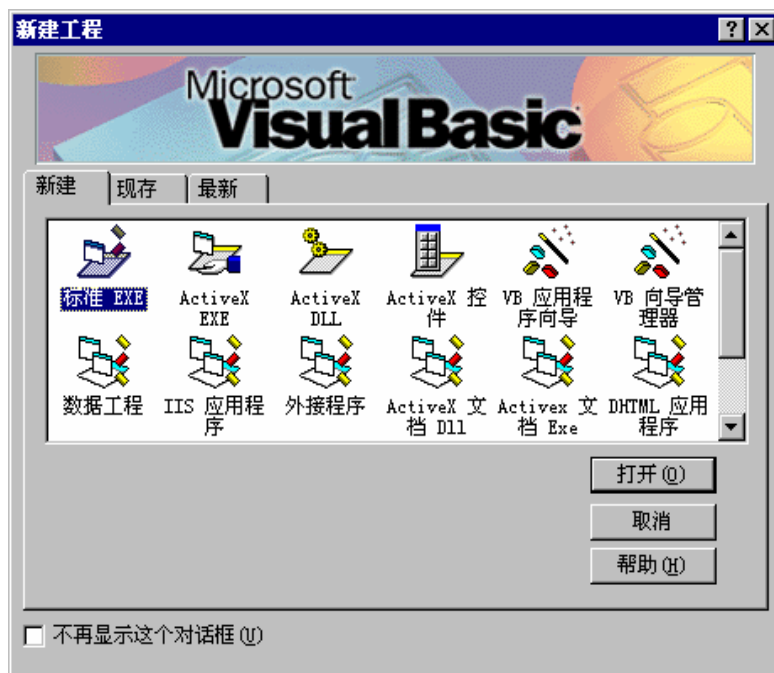 新建工程
Microsoft
Visual Basic
新建 现存 最新
标准 EXE
ActiveX
EXE
ActiveX
DLL
ActiveX 控
件
VB 应用程
序向导
VB 向导管
理器
数据工程
IIS 应用程
序
外接程序
ActiveX 文
档 Dll
Activex 文
档 Exe
DHTML 应用
程序
打开(O)
取消
帮助(H)
不再显示这个对话框(U)